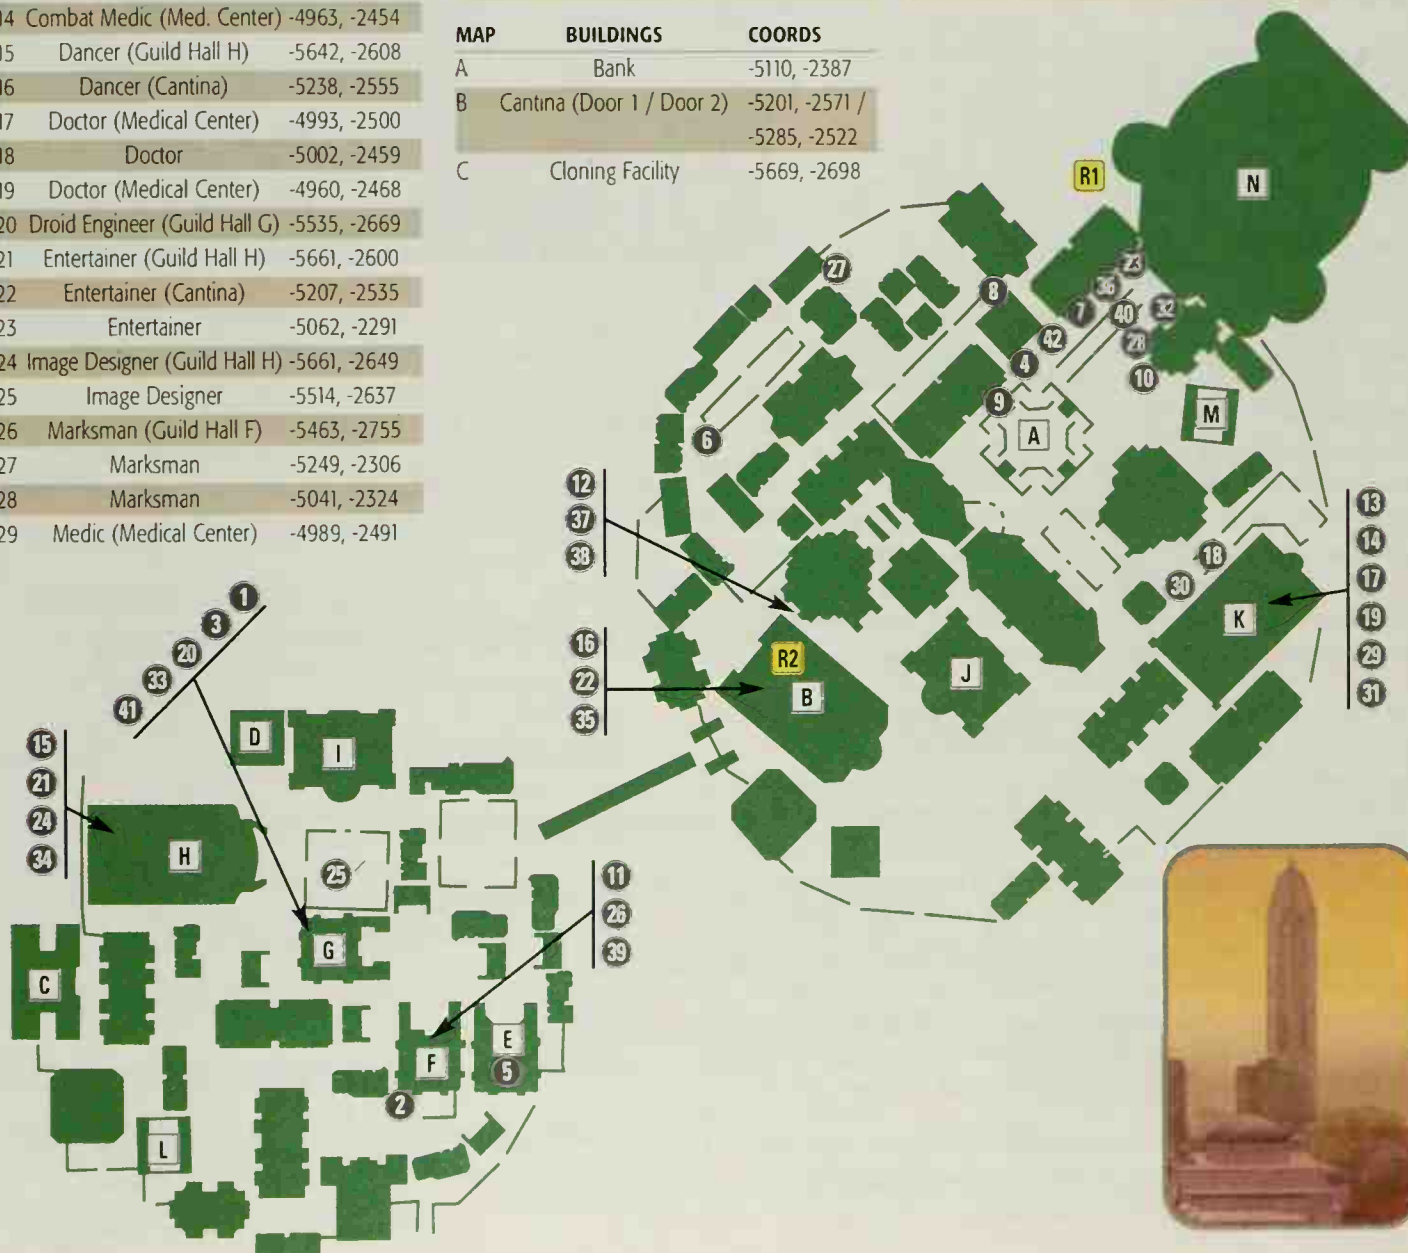 14 Combat Medic (Med. Center) -4963, -2454
15 Dancer (Guild Hall H) -5642, -2608
16 Dancer (Cantina) -5238, -2555
17 Doctor (Medical Center) -4993, -2500
18 Doctor -5002, -2459
19 Doctor (Medical Center) -4960, -2468
20 Droid Engineer (Guild Hall G) -5535, -2669
21 Entertainer (Guild Hall H) -5661, -2600
22 Entertainer (Cantina) -5207, -2535
23 Entertainer -5062, -2291
24 Image Designer (Guild Hall H) -5661, -2649
25 Image Designer -5514, -2637
26 Marksman (Guild Hall F) -5463, -2755
27 Marksman -5249, -2306
28 Marksman -5041, -2324
29 Medic (Medical Center) -4989, -2491
MAP BUILDINGS COORDS
A Bank -5110, -2387
B Cantina (Door 1 / Door 2) -5201, -2571 /
-5285, -2522
C Cloning Facility -5669, -2698
R1
N
27
8
23
36
7
40
32
42
28
4
10
9
M
A
6
12
37
38
13
14
17
19
29
31
18
30
K
16
22
35
R2
B
J
1
3
20
33
41
D
I
15
21
24
34
H
25
11
26
39
G
C
E
F
5
2
L